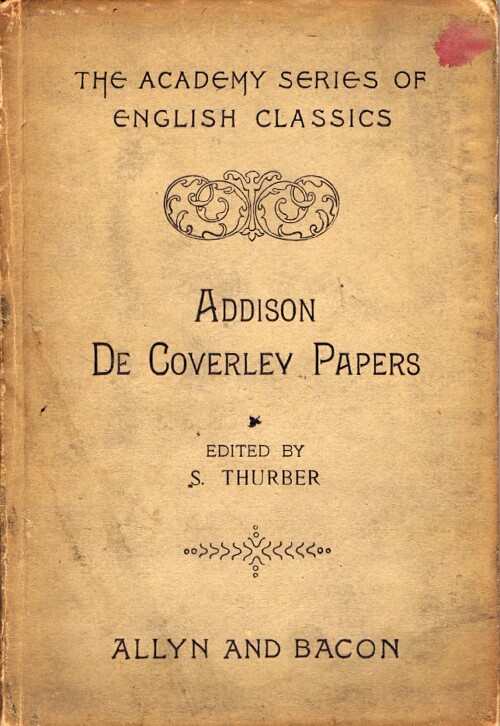 THE ACADEMY SERIES OF
ENGLISH CLASSICS
ADDISON
DE COVERLEY PAPERS
EDITED BY
S. THURBER
ALLYN AND BACON